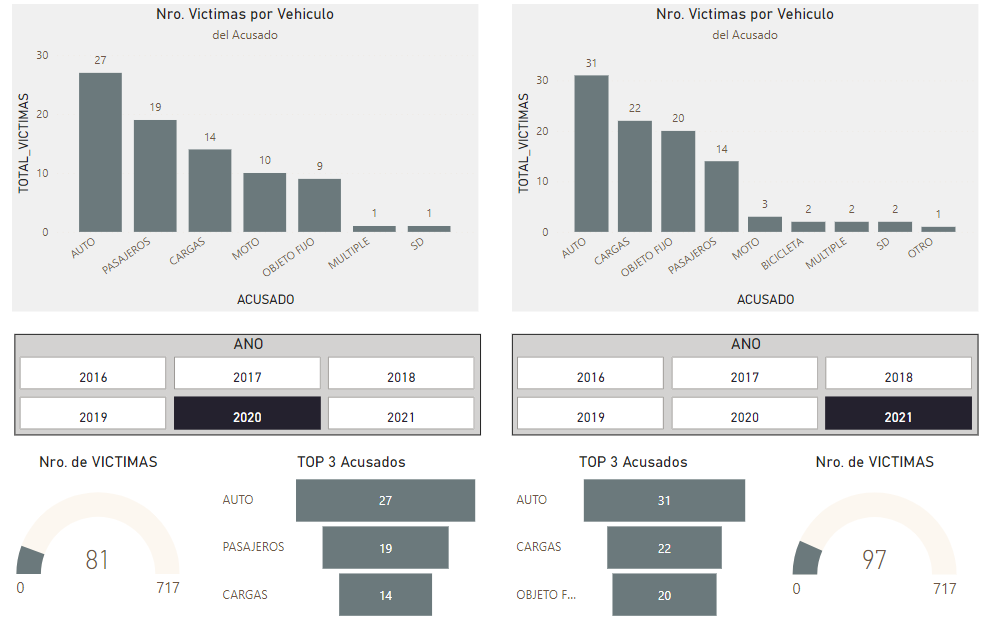 Nro. Victimas por Vehiculo
del Acusado
TOTAL_VICTIMAS
30
20
10
0
27
19
14
10
9
1
1
AUTO
PASAJEROS
CARGAS
MOTO
OBJETO FIJO
MULTIPLE
SD
ACUSADO
Nro. Victimas por Vehiculo
del Acusado
TOTAL_VICTIMAS
30
20
10
0
31
22
20
14
3
2
2
2
1
AUTO
CARGAS
OBJETO FIJO
PASAJEROS
MOTO
BICICLETA
MULTIPLE
SD
OTRO
ACUSADO
ANO
2016 2017 2018
2019 2020 2021
ANO
2016 2017 2018
2019 2020 2021
Nro. de VICTIMAS
81
0 717
TOP 3 Acusados
AUTO 27
PASAJEROS 19
CARGAS 14
TOP 3 Acusados
AUTO 31
CARGAS 22
OBJETO F... 20
Nro. de VICTIMAS
97
0 717